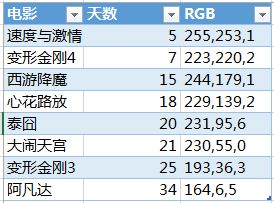 电影 天数 RGB
速度与激情 5 255,253,1
变形金刚4 7 223,220,2
西游降魔 15 244,179,1
心花路放 18 229,139,2
泰囧 20 231,95,6
大闹天宫 21 230,55,0
变形金刚3 25 193,36,3
阿凡达 34 164,6,5